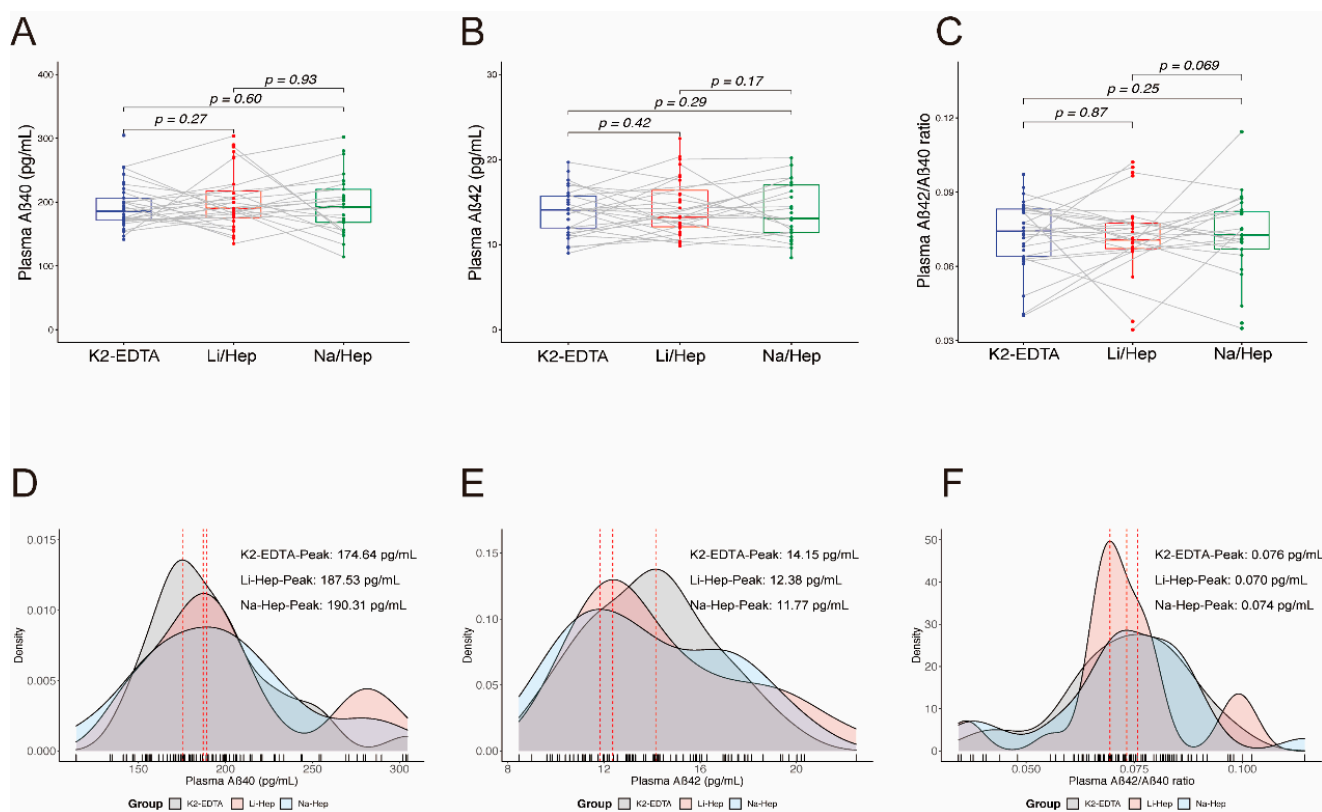 A
B
C
Plasma Aß40 (pg/mL)
400
300
200
100
0
p = 0.93
p = 0.60
p = 0.27
K2-EDTA Li/Hep Na/Hep
Plasma Aß42 (pg/mL)
30
20
10
0
p = 0.17
p = 0.29
p = 0.42
K2-EDTA Li/Hep Na/Hep
Plasma Aß42/Aß40 ratio
0.12
0.09
0.06
0.03
p = 0.069
p = 0.25
p = 0.87
K2-EDTA Li/Hep Na/Hep
D
E
F
Density
0.015
0.010
0.005
0.000
K2-EDTA-Peak: 174.64 pg/mL
Li-Hep-Peak: 187.53 pg/mL
Na-Hep-Peak: 190.31 pg/mL
150 200 250 300
Plasma Aß40 (pg/mL)
Group K2-EDTA Li-Hep Na-Hep
Density
0.15
0.10
0.05
0.00
K2-EDTA-Peak: 14.15 pg/mL
Li-Hep-Peak: 12.38 pg/mL
Na-Hep-Peak: 11.77 pg/mL
8 12 16 20
Plasma Aß42 (pg/mL)
Group K2-EDTA Li-Hep Na-Hep
Density
50
40
30
20
10
0
K2-EDTA-Peak: 0.076 pg/mL
Li-Hep-Peak: 0.070 pg/mL
Na-Hep-Peak: 0.074 pg/mL
0.050 0.075 0.100
Plasma Aß42/Aß40 ratio
Group K2-EDTA Li-Hep Na-Hep